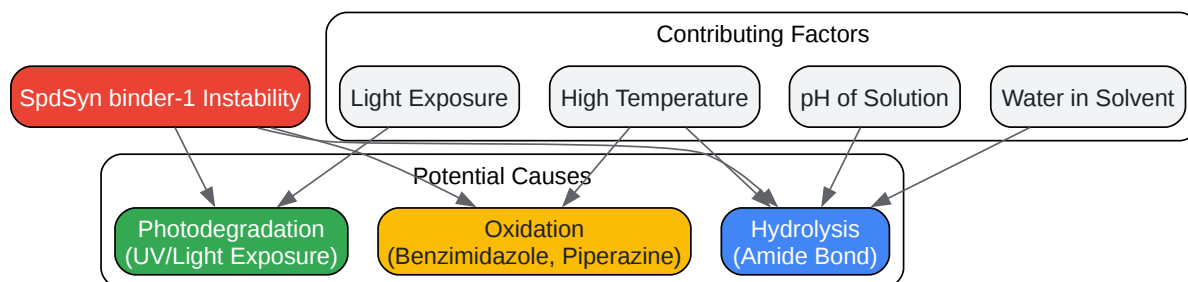 Contributing Factors
SpdSyn binder-1 Instability
Light Exposure
High Temperature
pH of Solution
Water in Solvent
Potential Causes
Photodegradation
(UV/Light Exposure)
Oxidation
(Benzimidazole, Piperazine)
Hydrolysis
(Amide Bond)